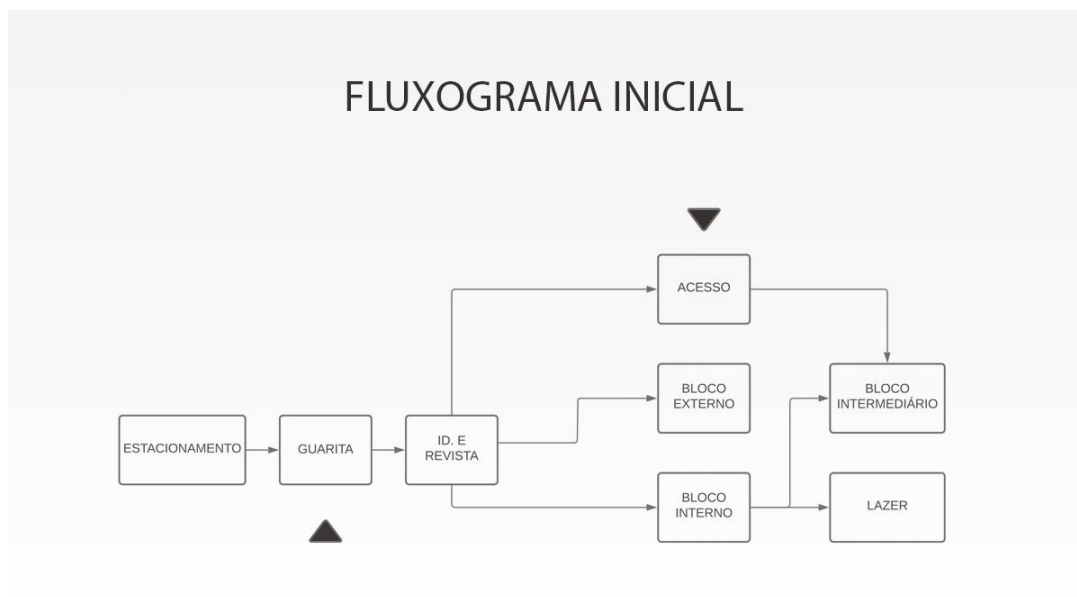 FLUXOGRAMA INICIAL
ACESSO
BLOCO
EXTERNO
BLOCO
INTERMEDIÁRIO
ESTACIONAMENTO
GUARITA
ID. E
REVISTA
BLOCO
INTERNO
LAZER